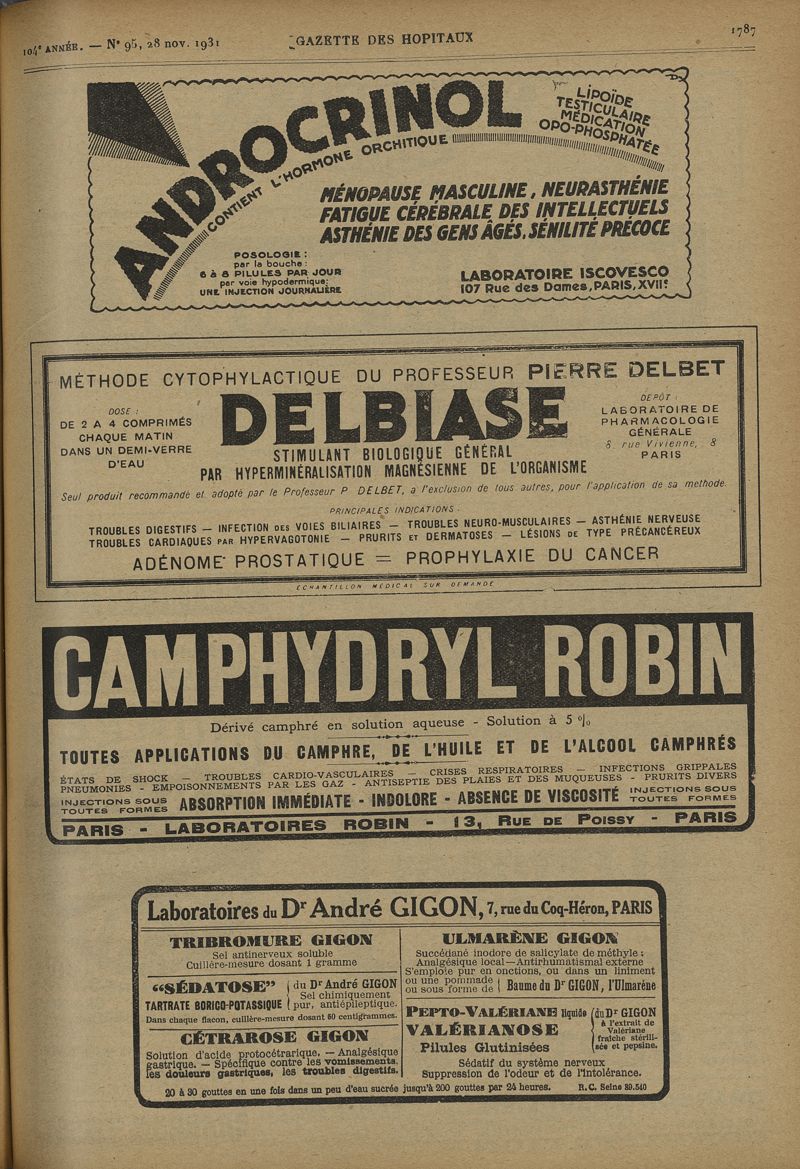 104e ANNÉE. — N° 95, 28 nov. 1931 GAZETTE DES HOPITAUX 1787
ANDROCRINOL
CONTIENT L'HORMONE ORCHITIQUE
LIPOÏDE
TESTICULAIRE
MÉDICATION
OPO-PHOSPHATÉE
MÉNOPAUSE MASCULINE, NEURASTHÉNIE
FATIGUE CÉRÉBRALE DES INTELLECTUELS
ASTHÉNIE DES GENS ÂGÉS, SÉNILITÉ PRÉCOCE
POSOLOGIE :
par la bouche :
6 à 8 PILULES PAR JOUR
par voie hypodermique:
UNE INJECTION JOURNALIÈRE
LABORATOIRE ISCOVESCO
107 Rue des Dames, PARIS, XVIIe
MÉTHODE CYTOPHYLACTIQUE DU PROFESSEUR PIERRE DELBET
DOSE :
DE 2 A 4 COMPRIMÉS
CHAQUE MATIN
DANS UN DEMI-VERRE
D'EAU
DELBIASE
STIMULANT BIOLOGIQUE GÉNÉRAL
PAR HYPERMINÉRALISATION MAGNÉSIENNE DE L'ORGANISME
DÉPÔT :
LABORATOIRE DE
PHARMACOLOGIE
GÉNÉRALE
8 rue Vivienne, 8
PARIS
Seul produit recommandé et adopté par le Professeur P. DELBET, a l'exclusion de tous autres, pour l'application de sa methode.
PRINCIPALES INDICATIONS :
TROUBLES DIGESTIFS — INFECTION DES VOIES BILIAIRES — TROUBLES NEURO-MUSCULAIRES — ASTHÉNIE NERVEUSE
TROUBLES CARDIAQUES PAR HYPERVAGOTONIE — PRURITS ET DERMATOSES — LÉSIONS DE TYPE PRÉCANCÉREUX
ADÉNOME PROSTATIQUE = PROPHYLAXIE DU CANCER
ÉCHANTILLON MÉDICAL SUR DEMANDE
CAMPHYDRYL ROBIN
Dérivé camphré en solution aqueuse - Solution à 5 %
TOUTES APPLICATIONS DU CAMPHRE, DE L'HUILE ET DE L'ALCOOL CAMPHRÉS
ÉTATS DE SHOCK — TROUBLES CARDIO-VASCULAIRES — CRISES RESPIRATOIRES — INFECTIONS GRIPPALES
PNEUMONIES - EMPOISONNEMENTS PAR LES GAZ - ANTISEPTIE DES PLAIES ET DES MUQUEUSES - PRURITS DIVERS
INJECTIONS SOUS
TOUTES FORMES
ABSORPTION IMMÉDIATE - INDOLORE - ABSENCE DE VISCOSITÉ
INJECTIONS SOUS
TOUTES FORMES
PARIS - LABORATOIRES ROBIN - 13, RUE DE POISSY - PARIS
Laboratoires du Dr André GIGON, 7, rue du Coq-Héron, PARIS
TRIBROMURE GIGON
Sel antinerveux soluble
Cuillère-mesure dosant 1 gramme
"SÉDATOSE" du Dr André GIGON
Sel chimiquement
TARTRATE BORICO-POTASSIQUE pur, antiépileptique.
Dans chaque flacon, cuillère-mesure dosant 50 centigrammes.
CÉTRAROSE GIGON
Solution d'acide protocétrarique. — Analgésique
gastrique. — Spécifique contre les vomissements,
les douleurs gastriques, les troubles digestifs.
ULMARÈNE GIGON
Succédané inodore de salicylate de méthyle ;
Analgésique local—Antirhumatismal externe
S'emploie pur en onctions, ou dans un liniment
ou une pommade
ou sous forme de Baume du Dr GIGON, l'Ulmarène
PEPTO-VALÉRIANE liquide
VALÉRIANOSE
Pilules Glutinisées
du Dr GIGON
à l'extrait de
Valériane
fraîche stérili-
sée et pepsine.
Sédatif du système nerveux
Suppression de l'odeur et de l'intolérance.
20 à 30 gouttes en une fois dans un peu d'eau sucrée jusqu'à 200 gouttes par 24 heures. R.C. Seine 89.540